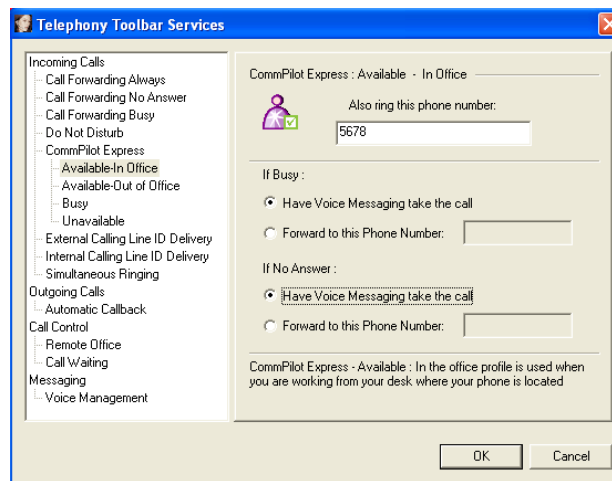 Telephony Toolbar Services
Incoming Calls
Call Forwarding Always
Call Forwarding No Answer
Call Forwarding Busy
Do Not Disturb
CommPilot Express
Available-In Office
Available-Out of Office
Busy
Unavailable
External Calling Line ID Delivery
Internal Calling Line ID Delivery
Simultaneous Ringing
Outgoing Calls
Automatic Callback
Call Control
Remote Office
Call Waiting
Messaging
Voice Management
CommPilot Express : Available - In Office
Also ring this phone number:
5678
If Busy :
Have Voice Messaging take the call
Forward to this Phone Number:
If No Answer :
Have Voice Messaging take the call
Forward to this Phone Number:
CommPilot Express - Available : In the office profile is used when
you are working from your desk where your phone is located
OK
Cancel